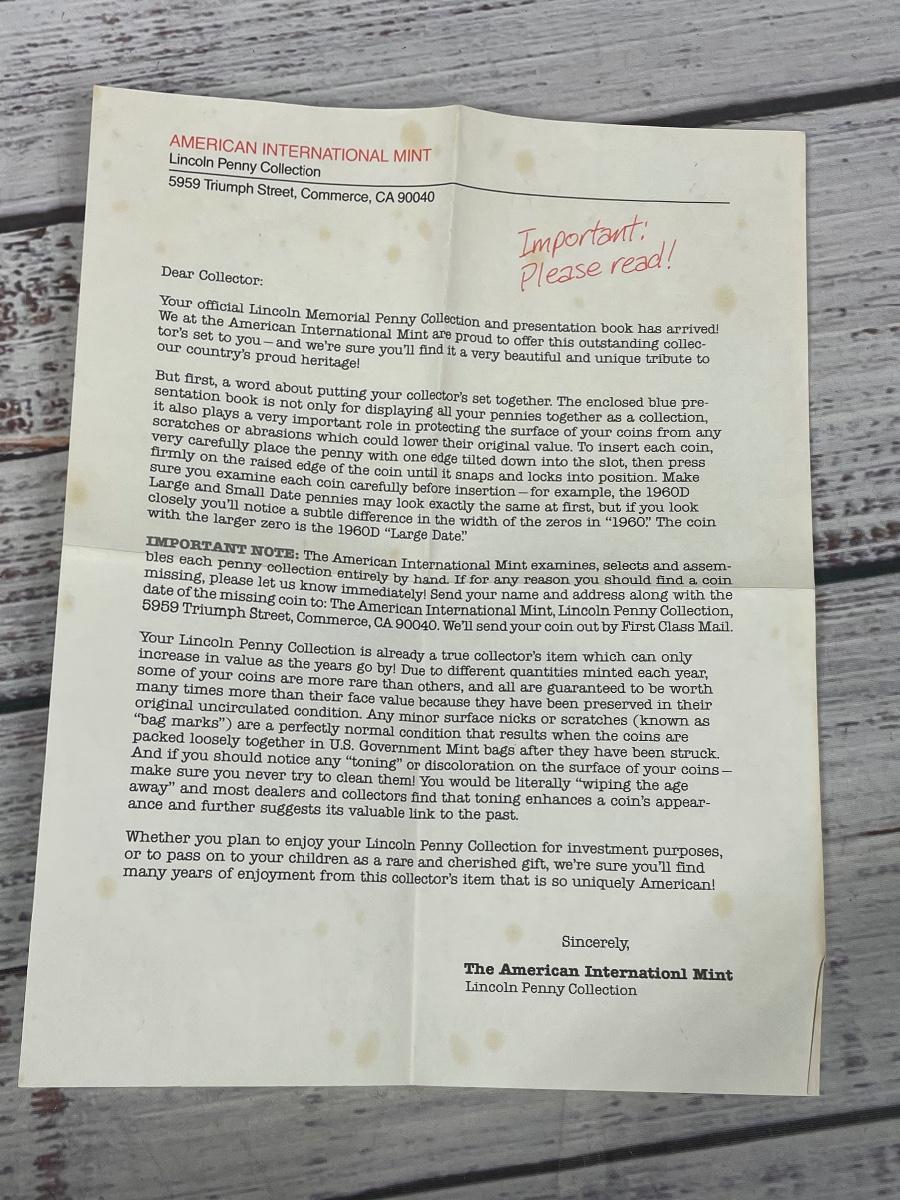 AMERICAN INTERNATIONAL MINT
Lincoln Penny Collection
5959 Triumph Street, Commerce, CA 90040
Important:
Please read!
Dear Collector:
Your official Lincoln Memorial Penny Collection and presentation book has arrived!
We at the American International Mint are proud to offer this outstanding collec-
tor's set to you—and we're sure you'll find it a very beautiful and unique tribute to
our country's proud heritage!
But first, a word about putting your collector's set together. The enclosed blue pre-
sentation book is not only for displaying all your pennies together as a collection,
it also plays a very important role in protecting the surface of your coins from any
scratches or abrasions which could lower their original value. To insert each coin,
very carefully place the penny with one edge tilted down into the slot, then press
firmly on the raised edge of the coin until it snaps and locks into position. Make
sure you examine each coin carefully before insertion—for example, the 1960D
Large and Small Date pennies may look exactly the same at first, but if you look
closely you'll notice a subtle difference in the width of the zeros in "1960." The coin
with the larger zero is the 1960D "Large Date."
IMPORTANT NOTE: The American International Mint examines, selects and assem-
bles each penny collection entirely by hand. If for any reason you should find a coin
missing, please let us know immediately! Send your name and address along with the
date of the missing coin to: The American International Mint, Lincoln Penny Collection,
5959 Triumph Street, Commerce, CA 90040. We'll send your coin out by First Class Mail.
Your Lincoln Penny Collection is already a true collector's item which can only
increase in value as the years go by! Due to different quantities minted each year,
some of your coins are more rare than others, and all are guaranteed to be worth
many times more than their face value because they have been preserved in their
original uncirculated condition. Any minor surface nicks or scratches (known as
"bag marks") are a perfectly normal condition that results when the coins are
packed loosely together in U.S. Government Mint bags after they have been struck.
And if you should notice any "toning" or discoloration on the surface of your coins—
make sure you never try to clean them! You would be literally "wiping the age
away" and most dealers and collectors find that toning enhances a coin's appear-
ance and further suggests its valuable link to the past.
Whether you plan to enjoy your Lincoln Penny Collection for investment purposes,
or to pass on to your children as a rare and cherished gift, we're sure you'll find
many years of enjoyment from this collector's item that is so uniquely American!
Sincerely,
The American Internationl Mint
Lincoln Penny Collection